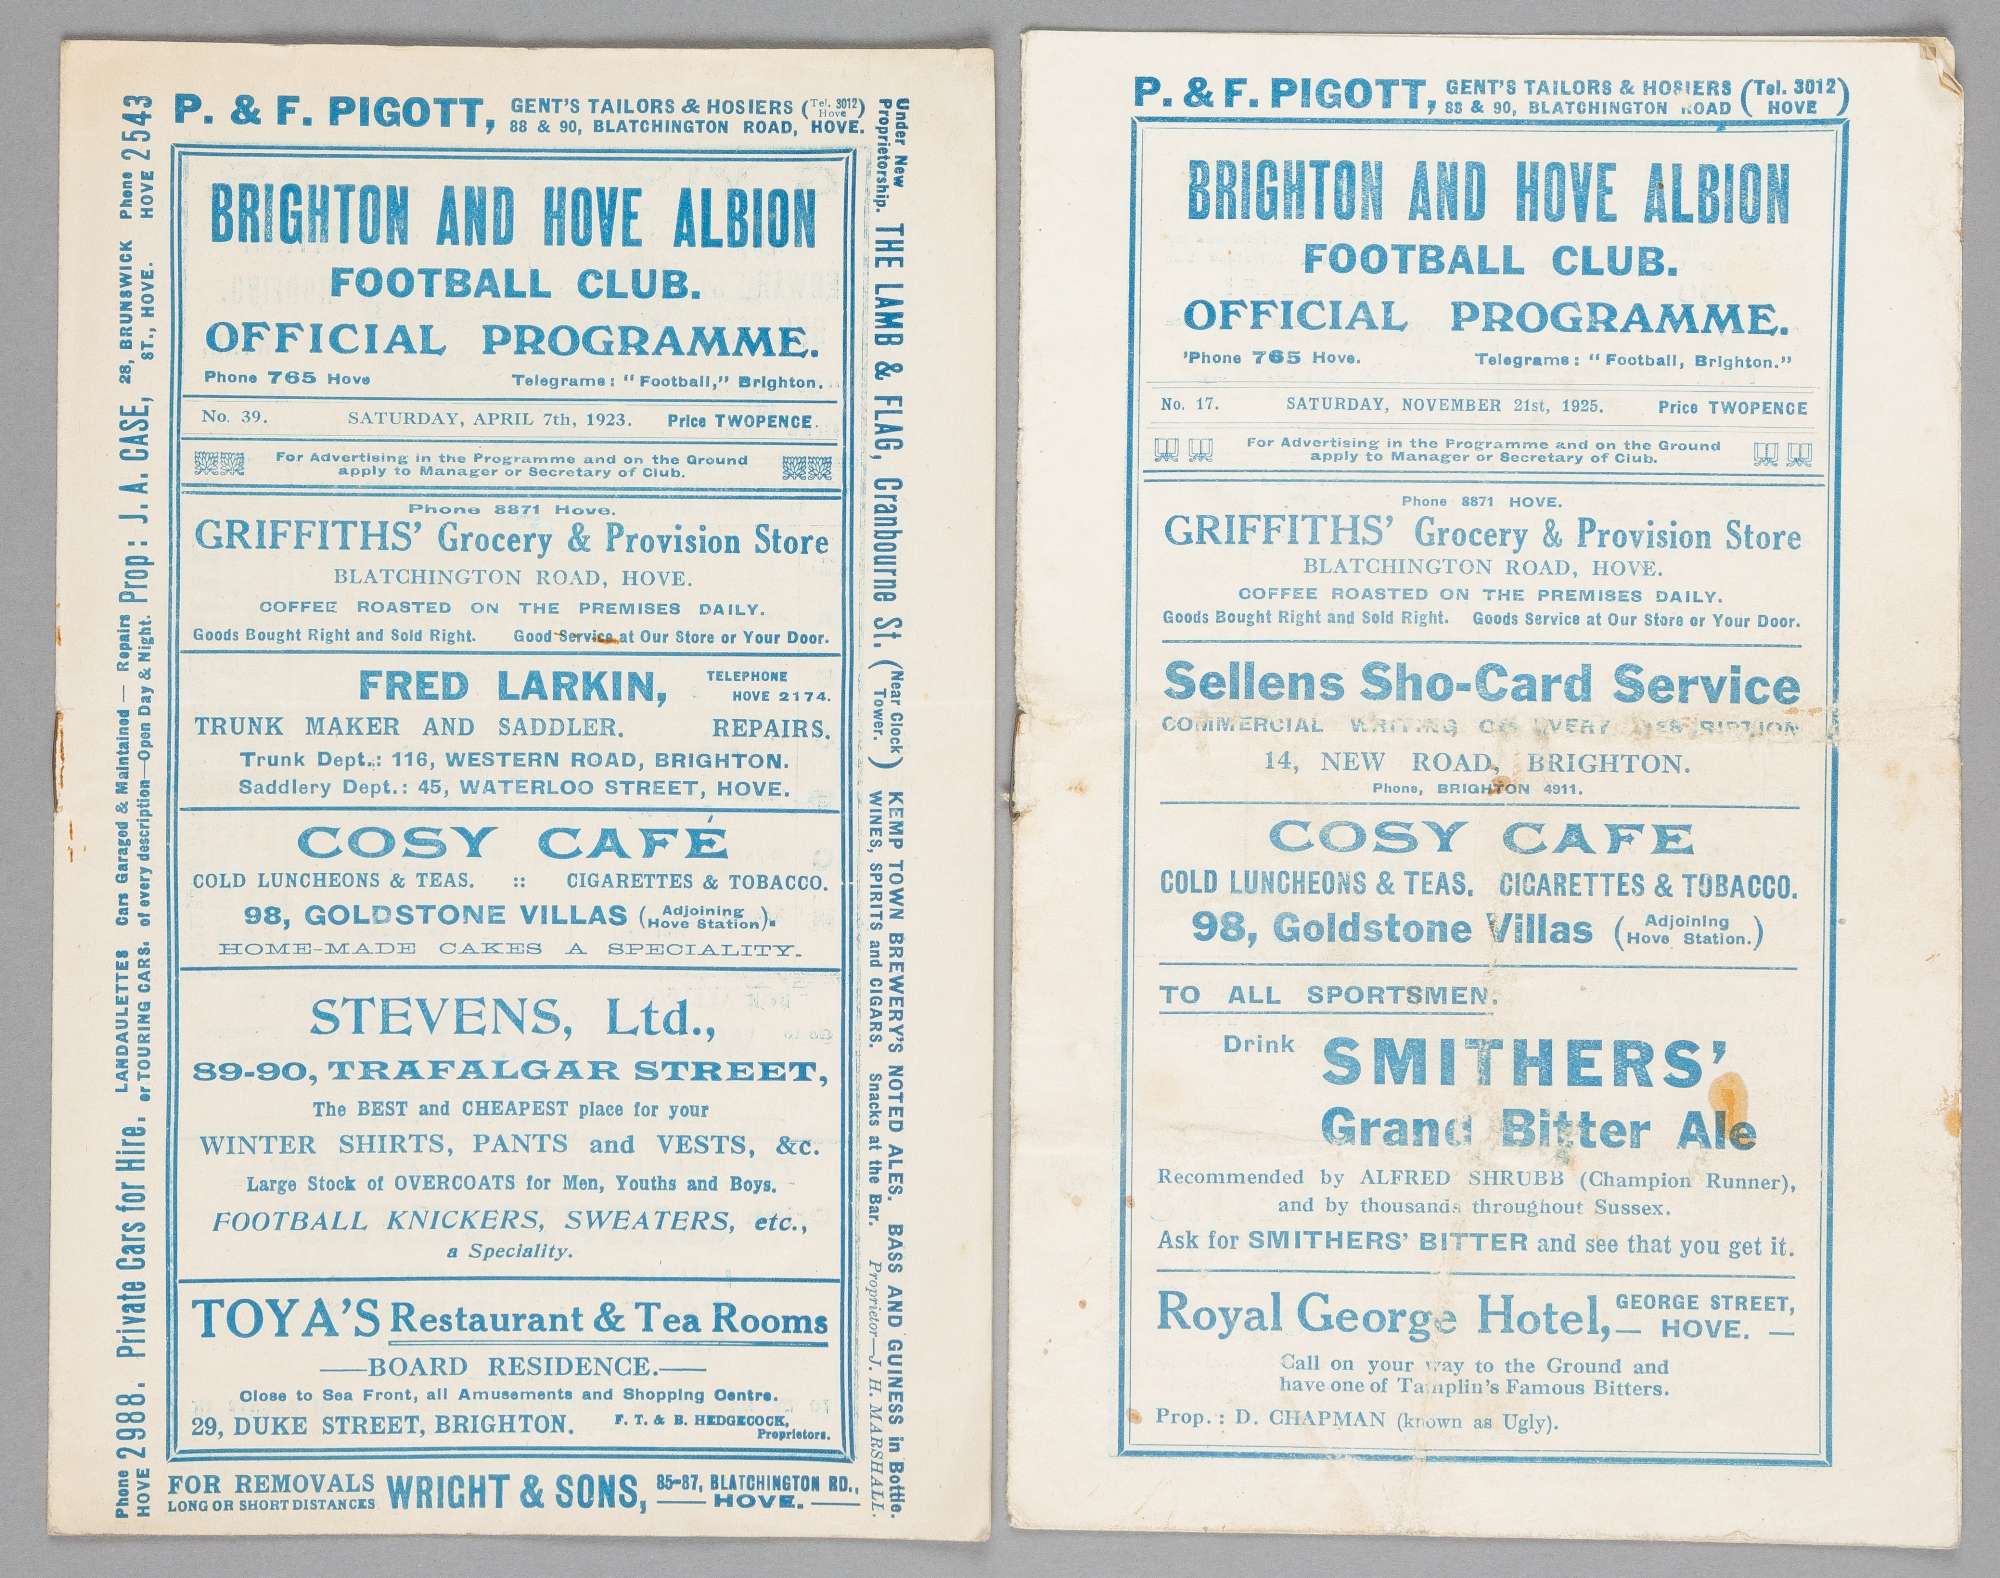 P. & F. PIGOTT, GENT'S TAILORS & HOSIERS (Tel. 3012 Hove)
88 & 90, BLATCHINGTON ROAD, HOVE.
BRIGHTON AND HOVE ALBION
FOOTBALL CLUB.
OFFICIAL PROGRAMME.
Phone 765 Hove Telegrams: "Football," Brighton.
No. 39. SATURDAY, APRIL 7th, 1923. Price TWOPENCE.
For Advertising in the Programme and on the Ground
apply to Manager or Secretary of Club.
Phone 8871 Hove.
GRIFFITHS' Grocery & Provision Store
BLATCHINGTON ROAD, HOVE.
COFFEE ROASTED ON THE PREMISES DAILY.
Goods Bought Right and Sold Right. Good Service at Our Store or Your Door.
FRED LARKIN, TELEPHONE
HOVE 2174.
TRUNK MAKER AND SADDLER. REPAIRS.
Trunk Dept.: 116, WESTERN ROAD, BRIGHTON.
Saddlery Dept.: 45, WATERLOO STREET, HOVE.
COSY CAFÉ
COLD LUNCHEONS & TEAS. :: CIGARETTES & TOBACCO.
98, GOLDSTONE VILLAS (Adjoining Hove Station).
HOME-MADE CAKES A SPECIALITY.
STEVENS, Ltd.,
89-90, TRAFALGAR STREET,
The BEST and CHEAPEST place for your
WINTER SHIRTS, PANTS and VESTS, &c.
Large Stock of OVERCOATS for Men, Youths and Boys.
FOOTBALL KNICKERS, SWEATERS, etc.,
a Speciality.
TOYA'S Restaurant & Tea Rooms
BOARD RESIDENCE.
Close to Sea Front, all Amusements and Shopping Centre.
29, DUKE STREET, BRIGHTON. F. T. & B. HEDGECOCK,
Proprietors.
FOR REMOVALS WRIGHT & SONS, 85-87, BLATCHINGTON RD.,
LONG OR SHORT DISTANCES HOVE.
Phone HOVE 2988. Private Cars for Hire. LANDAULETTES or TOURING CARS. Cars Garaged & Maintained — Repairs of every description—Open Day & Night. Prop: J. A. CASE, 28, BRUNSWICK ST., HOVE. Phone HOVE 2543
Under New Proprietorship. THE LAMB & FLAG, Cranbourne St. (Near Clock Tower.) KEMP TOWN BREWERY'S NOTED ALES. BASS AND GUINESS in Bottle.
WINES, SPIRITS and CIGARS. Snacks at the Bar. Proprietor—J. H. MARSHALL.
P. & F. PIGOTT, GENT'S TAILORS & HOSIERS (Tel. 3012 HOVE)
88 & 90, BLATCHINGTON ROAD
BRIGHTON AND HOVE ALBION
FOOTBALL CLUB.
OFFICIAL PROGRAMME.
'Phone 765 Hove. Telegrams: "Football, Brighton."
No. 17. SATURDAY, NOVEMBER 21st, 1925. Price TWOPENCE
For Advertising in the Programme and on the Ground
apply to Manager or Secretary of Club.
Phone 8871 HOVE.
GRIFFITHS' Grocery & Provision Store
BLATCHINGTON ROAD, HOVE.
COFFEE ROASTED ON THE PREMISES DAILY.
Goods Bought Right and Sold Right. Goods Service at Our Store or Your Door.
Sellens Sho-Card Service
COMMERCIAL WRITING OF EVERY DESCRIPTION
14, NEW ROAD, BRIGHTON.
Phone, BRIGHTON 4911.
COSY CAFE
COLD LUNCHEONS & TEAS. CIGARETTES & TOBACCO.
98, Goldstone Villas (Adjoining Hove Station.)
TO ALL SPORTSMEN.
Drink SMITHERS'
Grand Bitter Ale
Recommended by ALFRED SHRUBB (Champion Runner),
and by thousands throughout Sussex.
Ask for SMITHERS' BITTER and see that you get it.
Royal George Hotel, GEORGE STREET,
— HOVE. —
Call on your way to the Ground and
have one of Tamplin's Famous Bitters.
Prop.: D. CHAPMAN (known as Ugly).